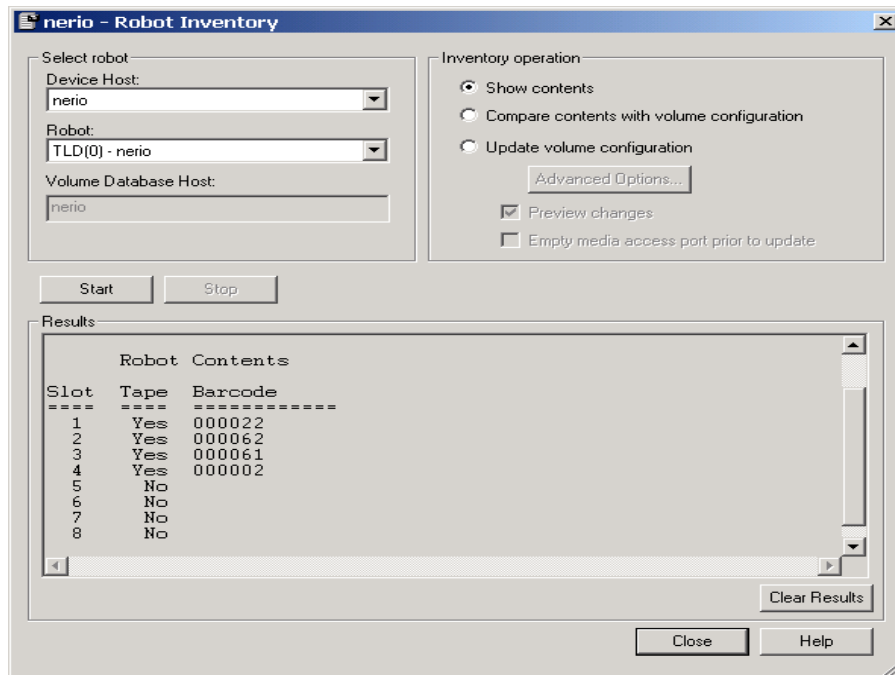 nerio - Robot Inventory
Select robot
Device Host:
nerio
Robot:
TLD(0) - nerio
Volume Database Host:
nerio
Inventory operation
Show contents
Compare contents with volume configuration
Update volume configuration
Advanced Options...
Preview changes
Empty media access port prior to update
Start Stop
Results
Robot Contents
Slot Tape Barcode
==== ==== ============
1 Yes 000022
2 Yes 000062
3 Yes 000061
4 Yes 000002
5 No
6 No
7 No
8 No
Clear Results
Close Help